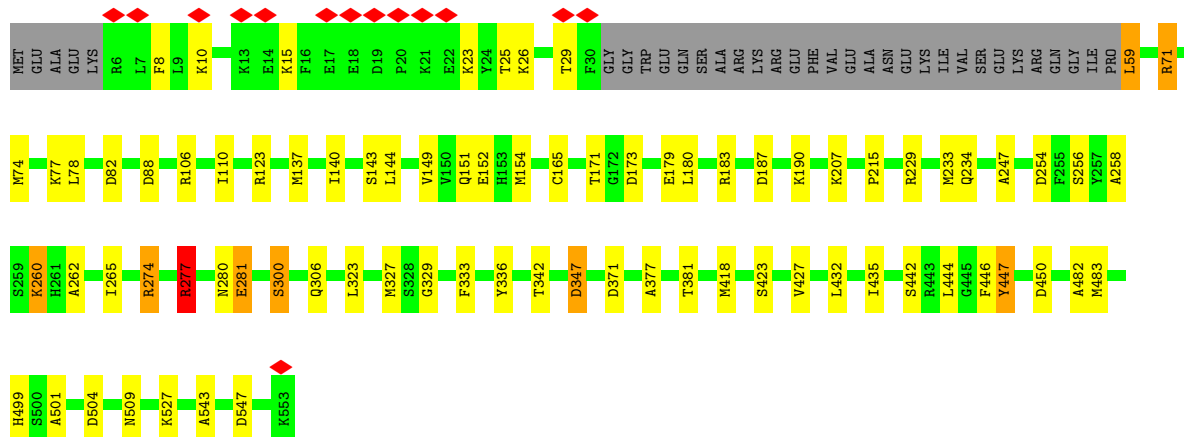 MET GLU ALA GLU LYS R6 L7 F8 L9 K10 K13 E14 K15 F16 E17 E18 D19 P20 K21 E22 K23 Y24 T25 K26 T29 F30 GLY GLY TRP GLU GLN SER ALA ARG LYS ARG GLU PHE VAL GLU ALA ASN GLU LYS ILE VAL SER GLU LYS ARG GLN GLY ILE PRO L59 R71
M74 K77 L78 D82 D88 R106 I110 R123 M137 I140 S143 L144 V149 V150 Q151 E152 H153 M154 C165 T171 G172 D173 E179 L180 R183 D187 K190 K207 P215 R229 M233 Q234 A247 D254 F255 S256 Y257 A258
S259 K260 H261 A262 I265 R274 R277 N280 E281 S300 Q306 L323 M327 S328 G329 F333 Y336 T342 D347 D371 A377 T381 M418 S423 V427 L432 I435 S442 R443 L444 G445 F446 Y447 D450 A482 M483
H499 S500 A501 D504 N509 K527 A543 D547 K553